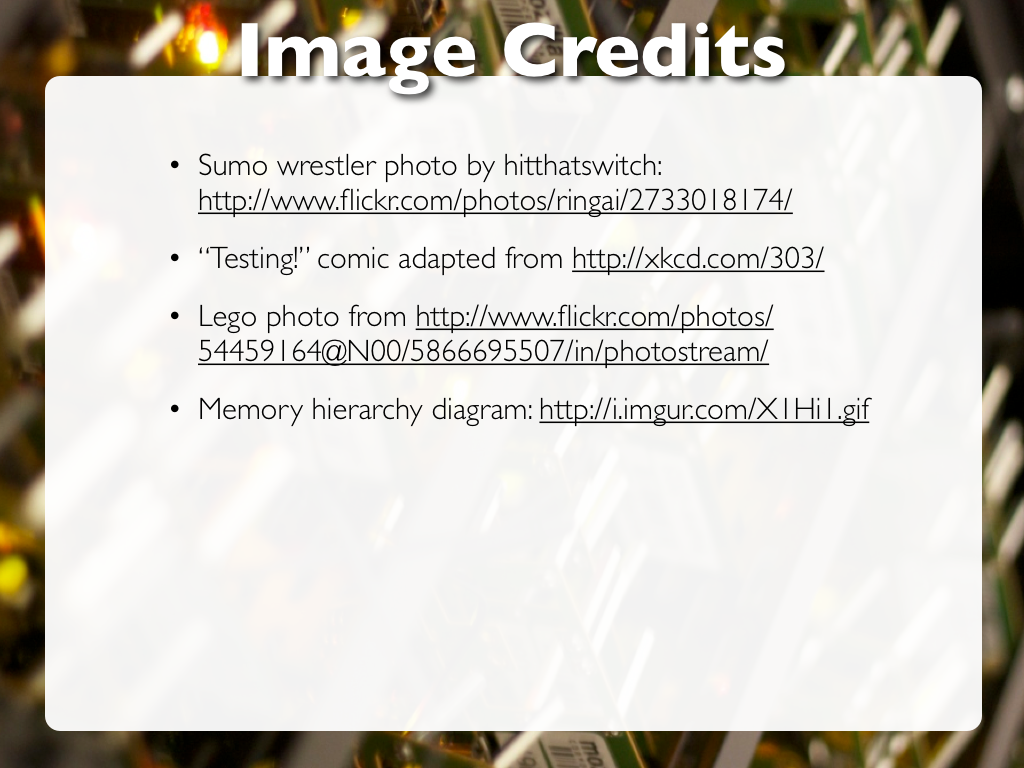 Image Credits
• Sumo wrestler photo by hitthatswitch:
http://www.flickr.com/photos/ringai/2733018174/
• “Testing!” comic adapted from http://xkcd.com/303/
• Lego photo from http://www.flickr.com/photos/
54459164@N00/5866695507/in/photostream/
• Memory hierarchy diagram: http://i.imgur.com/X1Hi1.gif